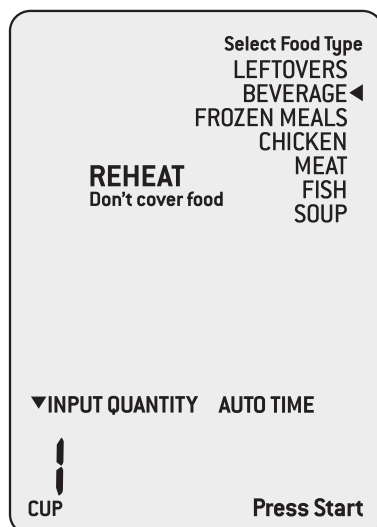 Select Food Type
LEFTOVERS
BEVERAGE◀
FROZEN MEALS
CHICKEN
MEAT
FISH
SOUP
REHEAT
Don't cover food
▼INPUT QUANTITY AUTO TIME
1
CUP Press Start